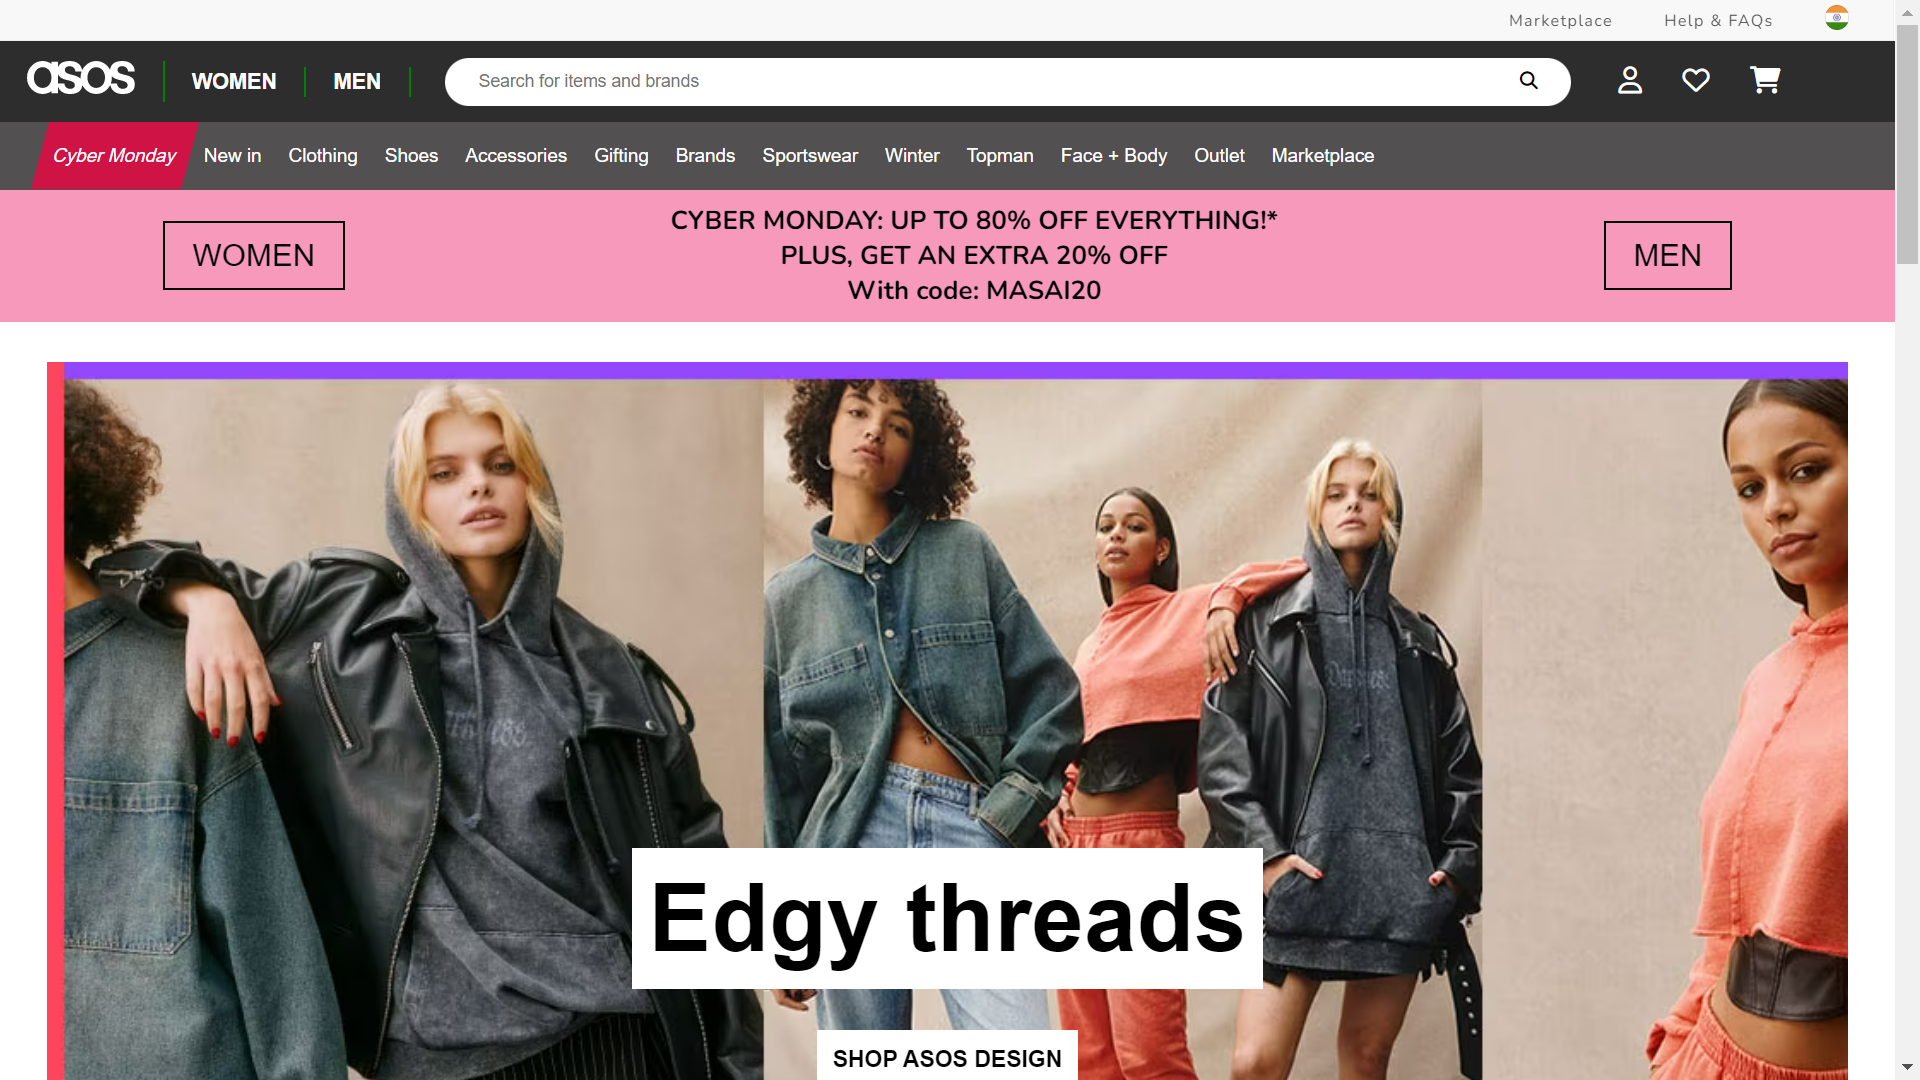 Marketplace Help & FAQs
asos WOMEN MEN Search for items and brands
Cyber Monday New in Clothing Shoes Accessories Gifting Brands Sportswear Winter Topman Face + Body Outlet Marketplace
CYBER MONDAY: UP TO 80% OFF EVERYTHING!*
WOMEN PLUS, GET AN EXTRA 20% OFF MEN
With code: MASAI20
Edgy threads
SHOP ASOS DESIGN